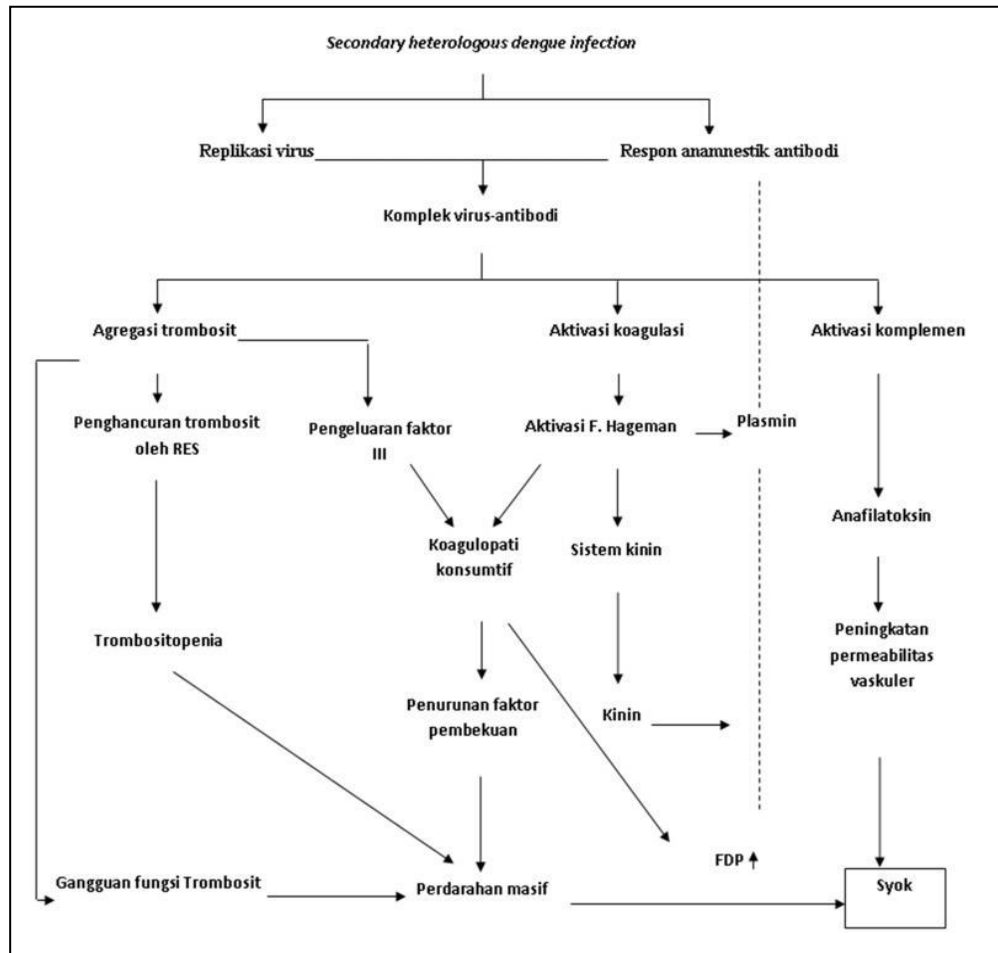 Secondary heterologous dengue infection
Replikasi virus
Respon anamnestik antibodi
Komplek virus-antibodi
Agregasi trombosit
Aktivasi koagulasi
Aktivasi komplemen
Penghancuran trombosit
oleh RES
Pengeluaran faktor
III
Aktivasi F. Hageman
Plasmin
Anafilatoksin
Koagulopati
konsumtif
Sistem kinin
Trombositopenia
Peningkatan
permeabilitas
vaskuler
Penurunan faktor
pembekuan
Kinin
FDP
Gangguan fungsi Trombosit
Perdarahan masif
Syok